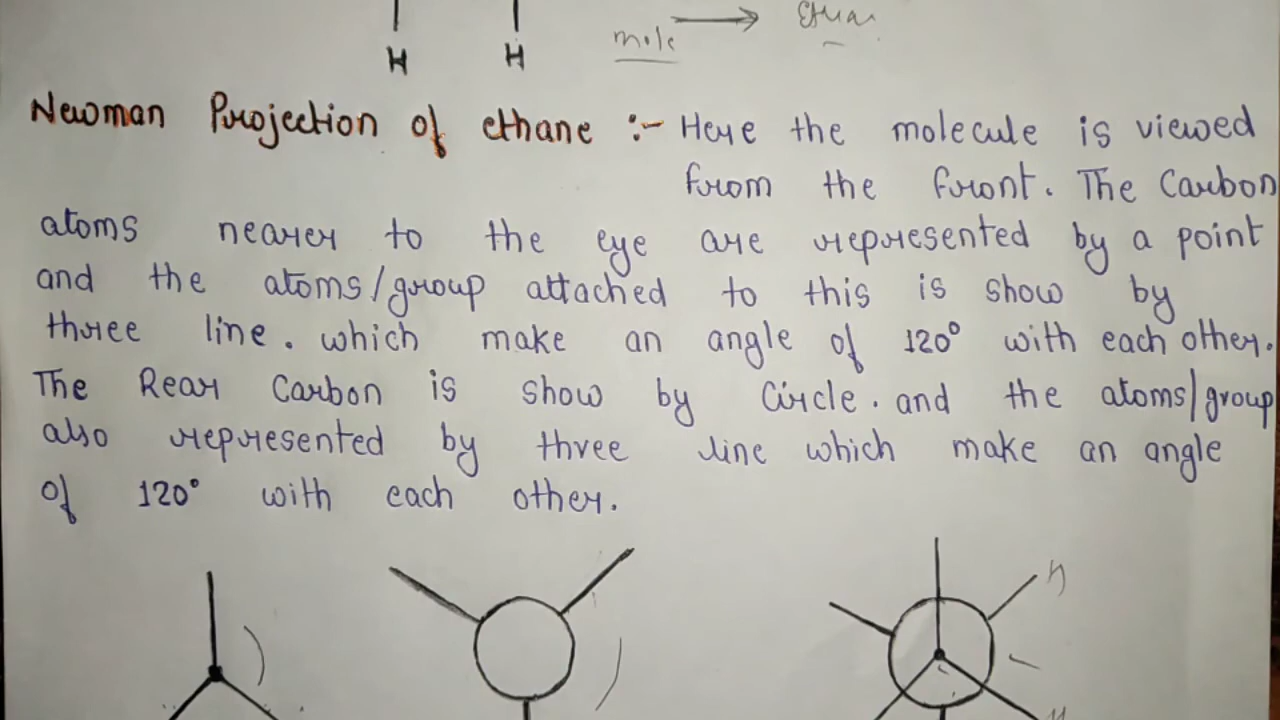 H H
mole
Newman Projection of ethane :- Here the molecule is viewed
from the front. The Carbon
atoms nearer to the eye are represented by a point
and the atoms/group attached to this is show by
three line. which make an angle of 120° with each other.
The Rear Carbon is show by Circle. and the atoms/group
also represented by three line which make an angle
of 120° with each other.